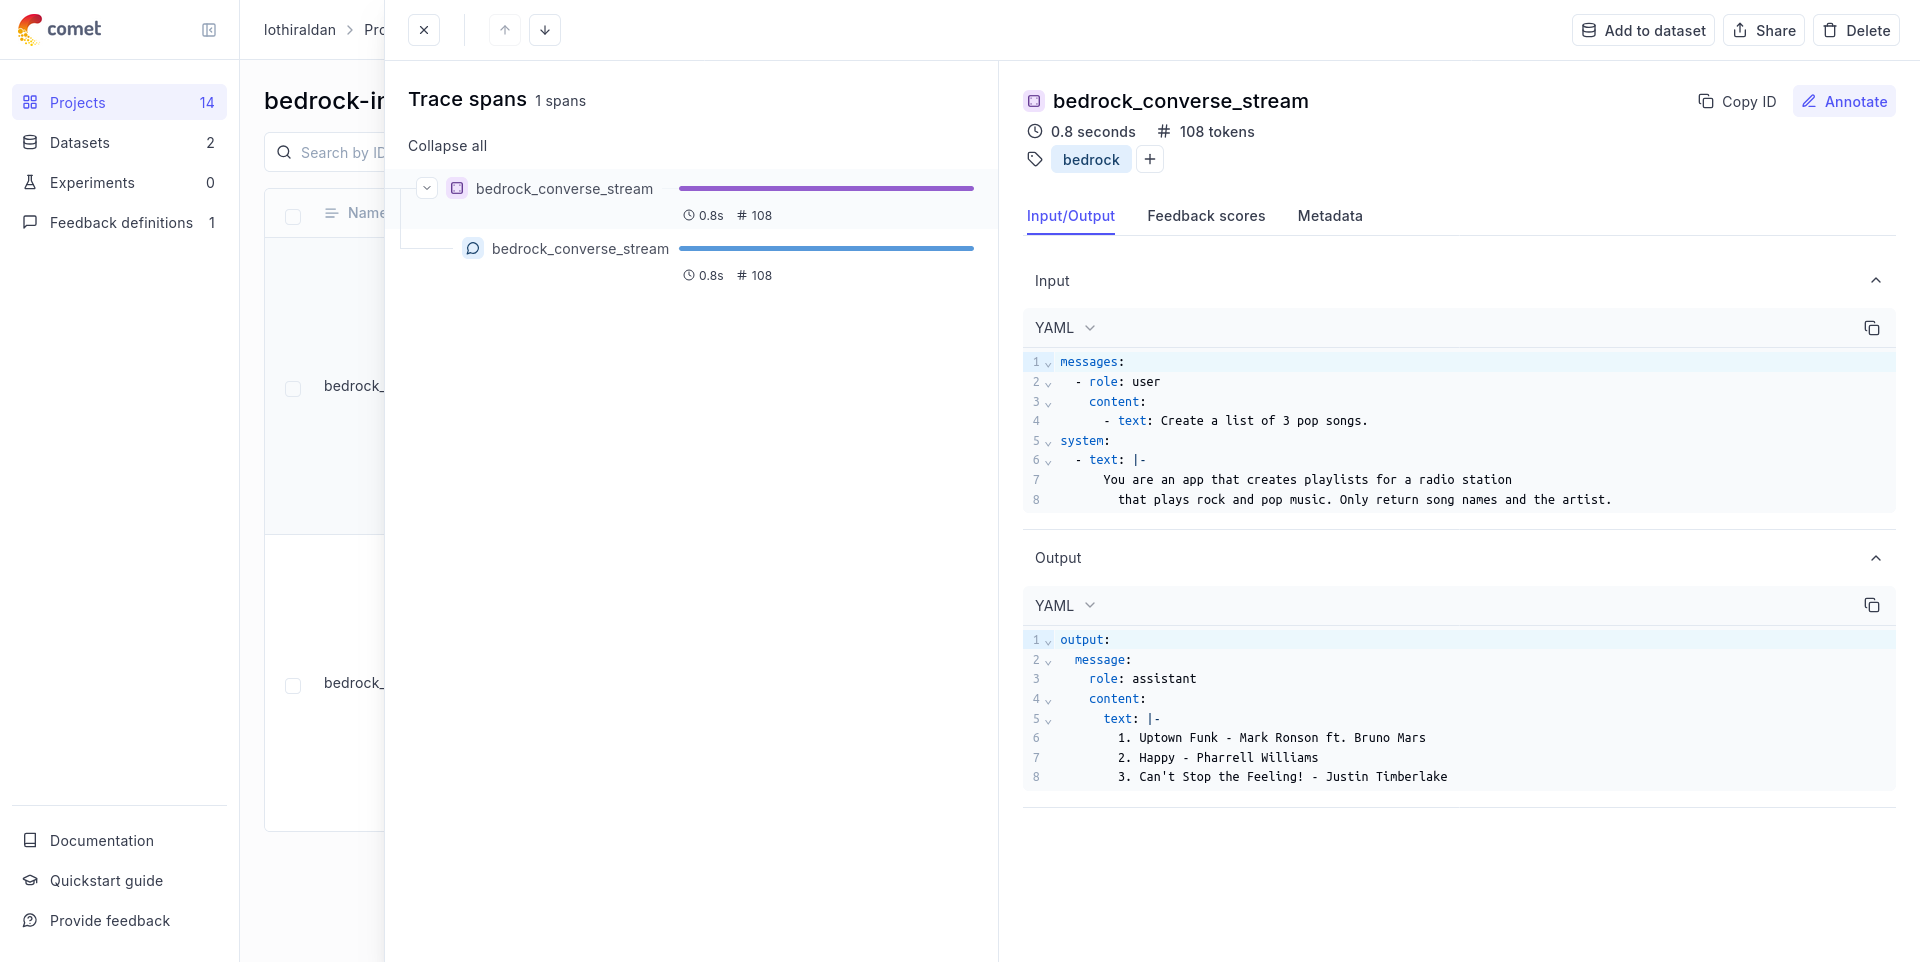 comet
Projects 14
Datasets 2
Experiments 0
Feedback definitions 1
Documentation
Quickstart guide
Provide feedback
lothiraldan
bedrock-
Search by ID
Name
bedrock_
bedrock_
Trace spans 1 spans
Collapse all
bedrock_converse_stream
0.8s # 108
bedrock_converse_stream
0.8s # 108
Add to dataset
Share
Delete
bedrock_converse_stream
Copy ID
Annotate
0.8 seconds # 108 tokens
bedrock
Input/Output Feedback scores Metadata
Input
YAML
1 messages:
2 - role: user
3 content:
4 - text: Create a list of 3 pop songs.
5 system:
6 - text: |-
7 You are an app that creates playlists for a radio station
8 that plays rock and pop music. Only return song names and the artist.
Output
YAML
1 output:
2 message:
3 role: assistant
4 content:
5 text: |-
6 1. Uptown Funk - Mark Ronson ft. Bruno Mars
7 2. Happy - Pharrell Williams
8 3. Can't Stop the Feeling! - Justin Timberlake